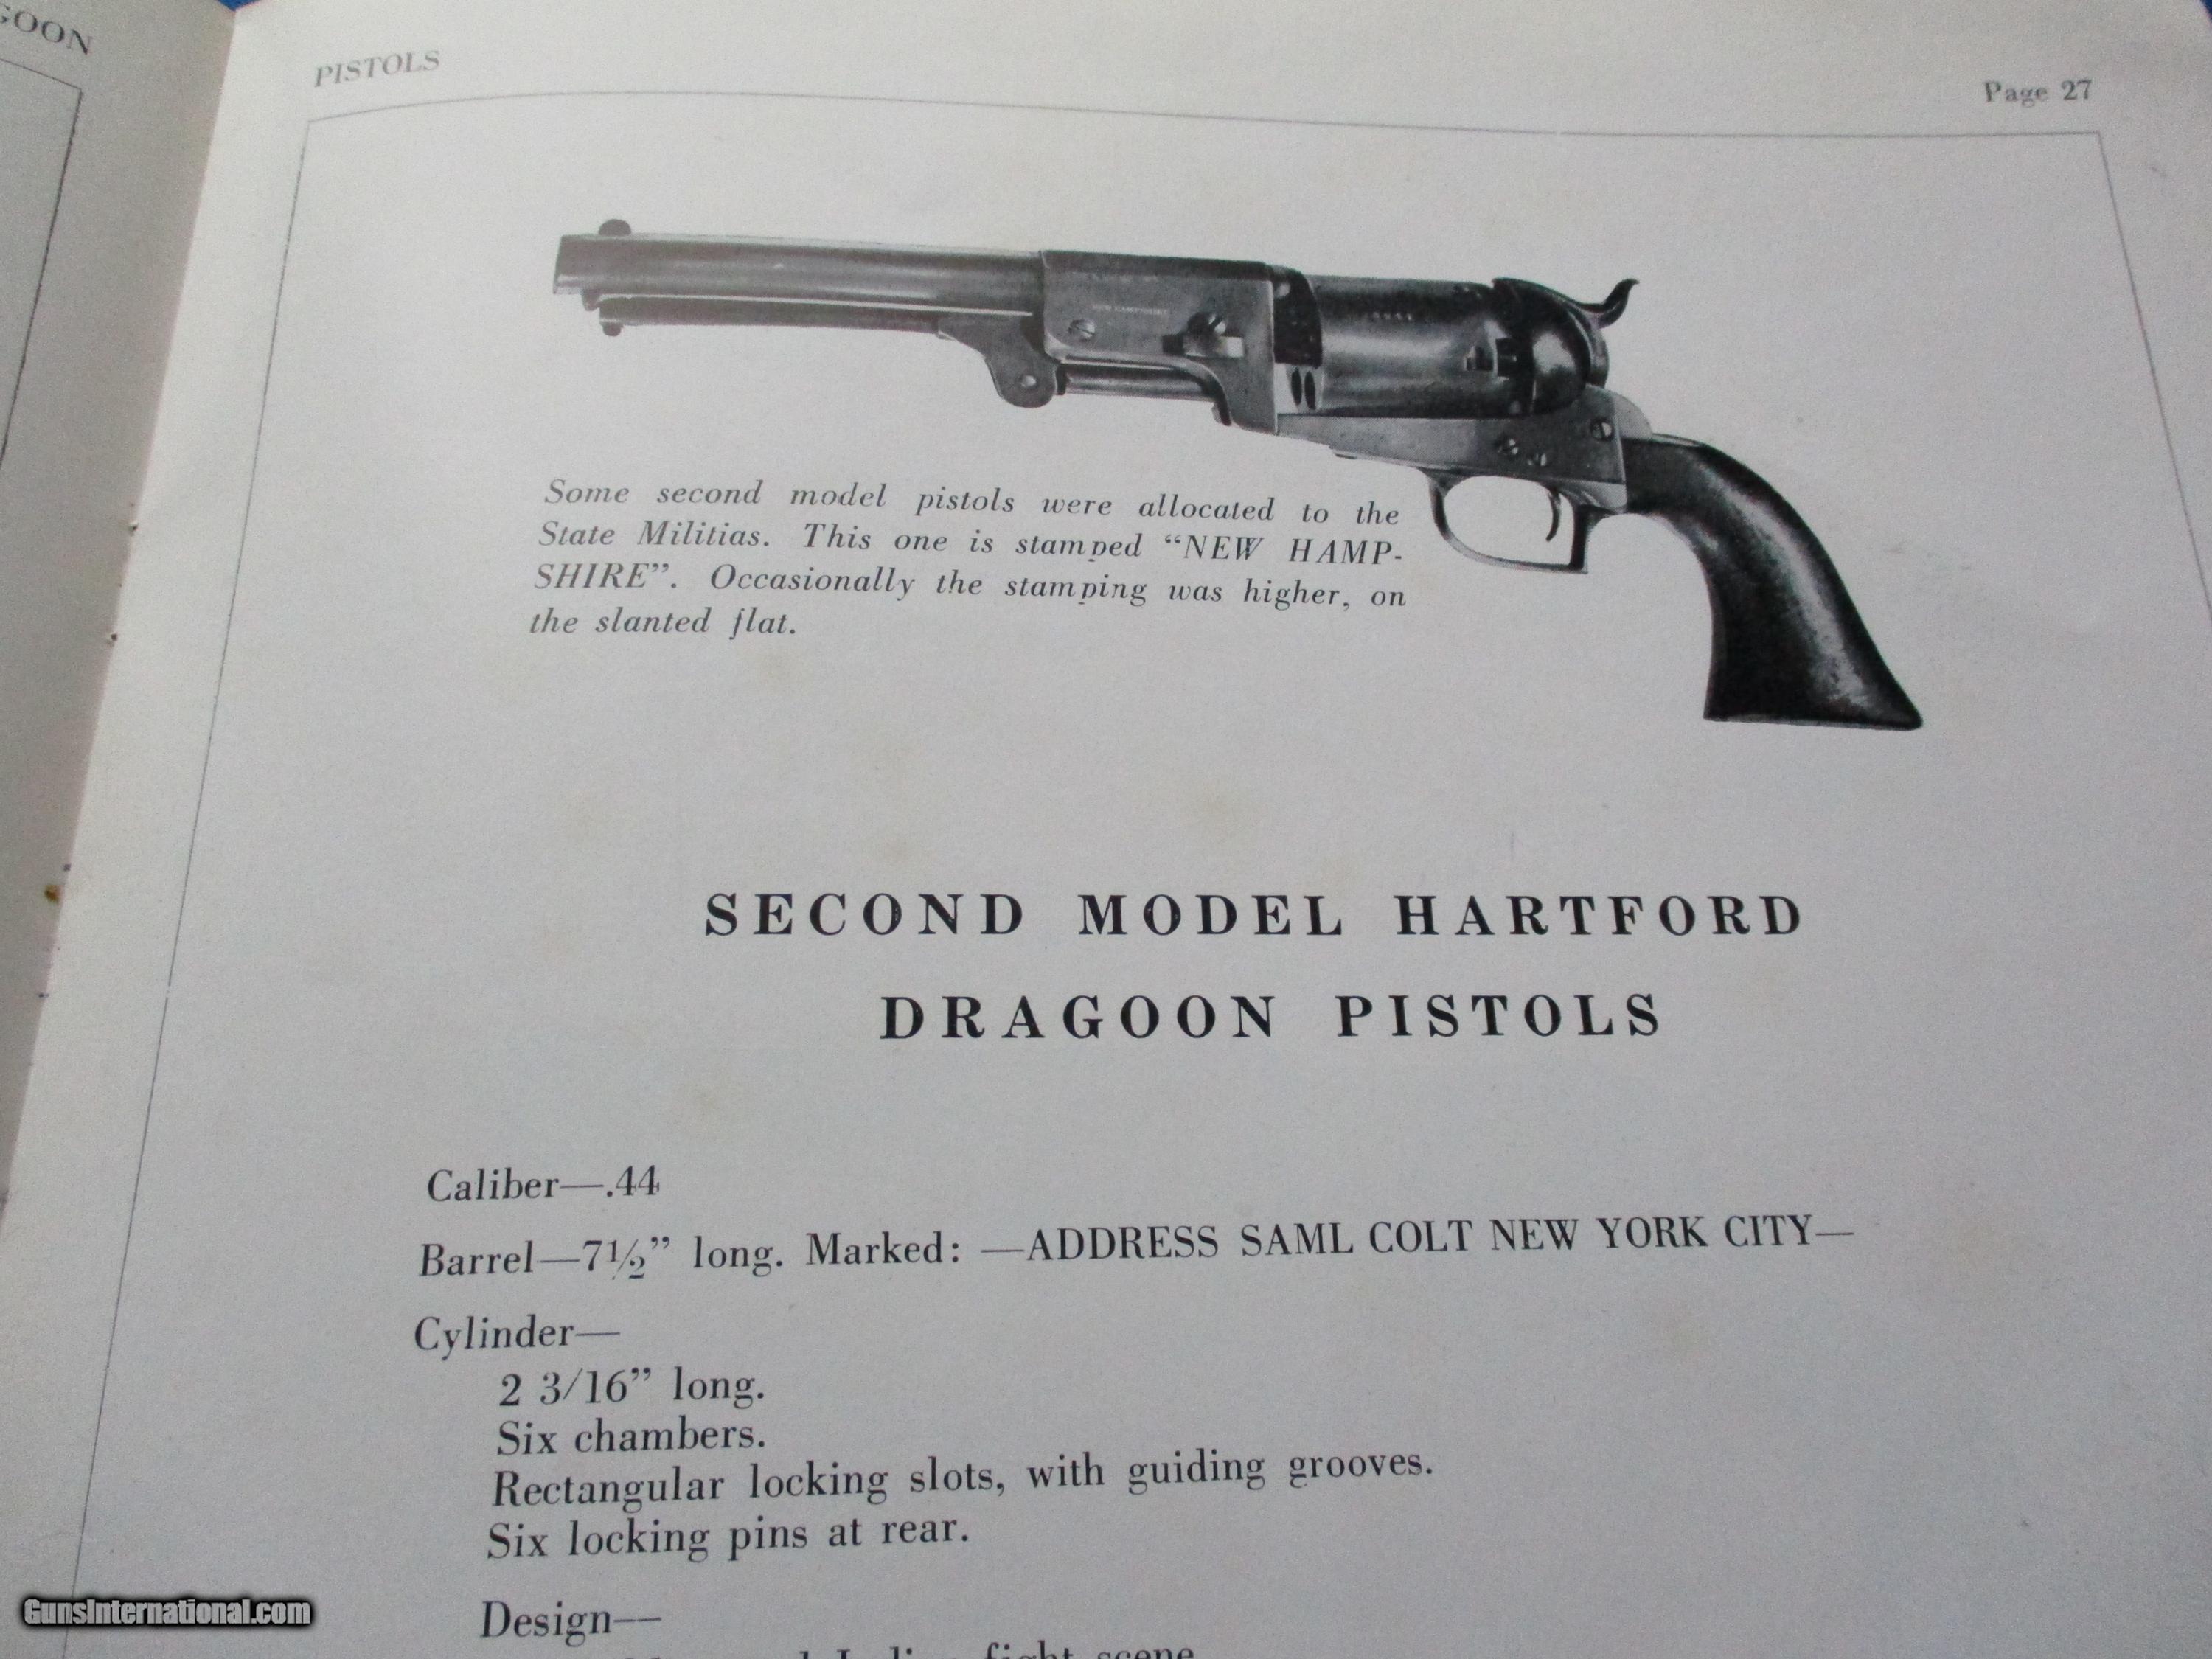 GOON
PISTOLS
Page 27
Some second model pistols were allocated to the
State Militias. This one is stamped “NEW HAMP-
SHIRE”. Occasionally the stamping was higher, on
the slanted flat.
SECOND MODEL HARTFORD
DRAGOON PISTOLS
Caliber—.44
Barrel—7½” long. Marked: —ADDRESS SAML COLT NEW YORK CITY—
Cylinder—
2 3/16” long.
Six chambers.
Rectangular locking slots, with guiding grooves.
Six locking pins at rear.
Design—
Indian fight scene
GunsInternational.com